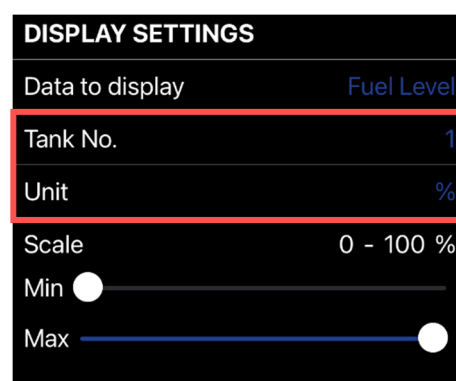 DISPLAY SETTINGS
Data to display Fuel Level
Tank No. 1
Unit %
Scale 0 - 100 %
Min
Max